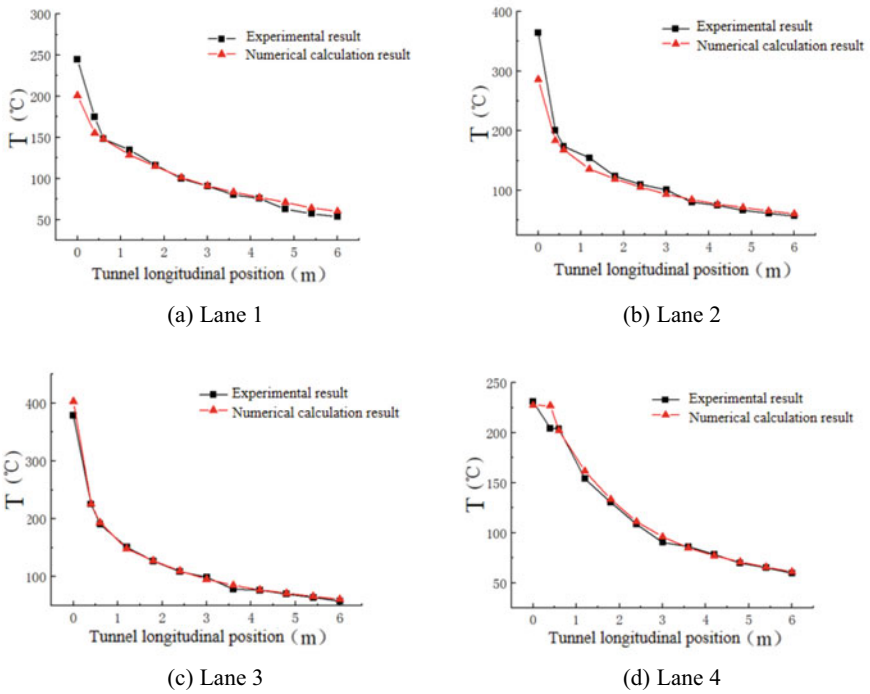 300
250
200
150
100
50
T (℃)
Experimental result
Numerical calculation result
0 1 2 3 4 5 6
Tunnel longitudinal position (m)
(a) Lane 1
400
300
200
100
T (℃)
Experimental result
Numerical calculation result
0 1 2 3 4 5 6
Tunnel longitudinal position (m)
(b) Lane 2
400
300
200
100
T (℃)
Experimental result
Numerical calculation result
0 1 2 3 4 5 6
Tunnel longitudinal position (m)
(c) Lane 3
250
200
150
100
50
T (℃)
Experimental result
Numerical calculation result
0 1 2 3 4 5 6
Tunnel longitudinal position (m)
(d) Lane 4